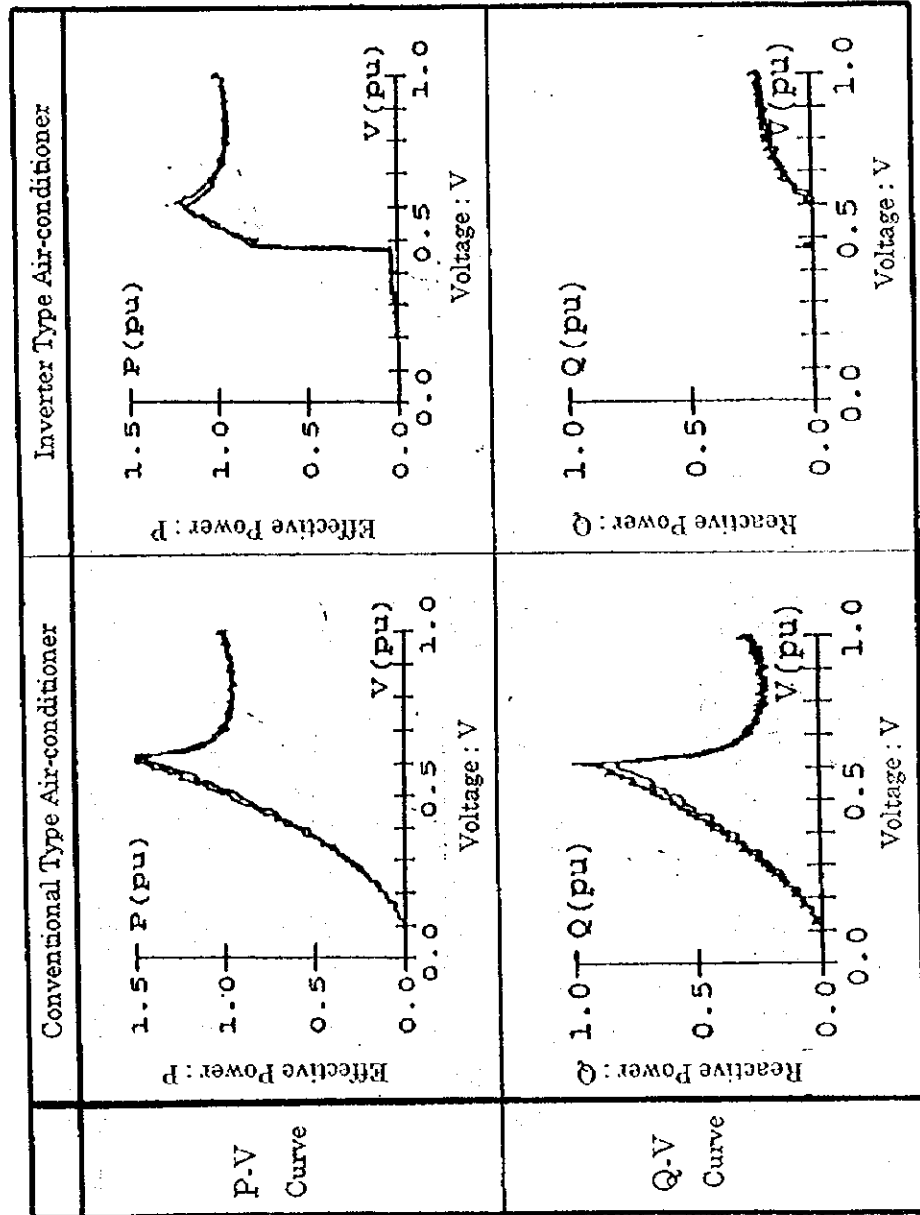 Conventional Type Air-conditioner
Inverter Type Air-conditioner
P-V
Curve
Effective Power : P
1.5
P(pu)
1.0
0.5
0.0
0.0
0.5
1.0
V(pu)
Voltage : V
Effective Power : P
1.5
P(pu)
1.0
0.5
0.0
0.0
0.5
1.0
V(pu)
Voltage : V
Q-V
Curve
Reactive Power : Q
1.0
Q(pu)
0.5
0.0
0.0
0.5
1.0
V(pu)
Voltage : V
Reactive Power : Q
1.0
Q(pu)
0.5
0.0
0.0
0.5
1.0
V(pu)
Voltage : V